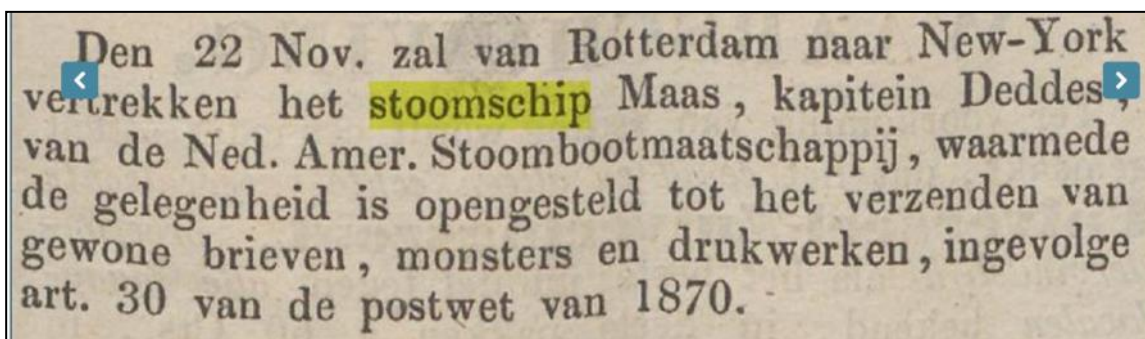 Den 22 Nov. zal van Rotterdam naar New-York
vertrekken het stoomschip Maas, kapitein Deddes,
van de Ned. Amer. Stoombootmaatschappij, waarmede
de gelegenheid is opengesteld tot het verzenden van
gewone brieven, monsters en drukwerken, ingevolge
art. 30 van de postwet van 1870.